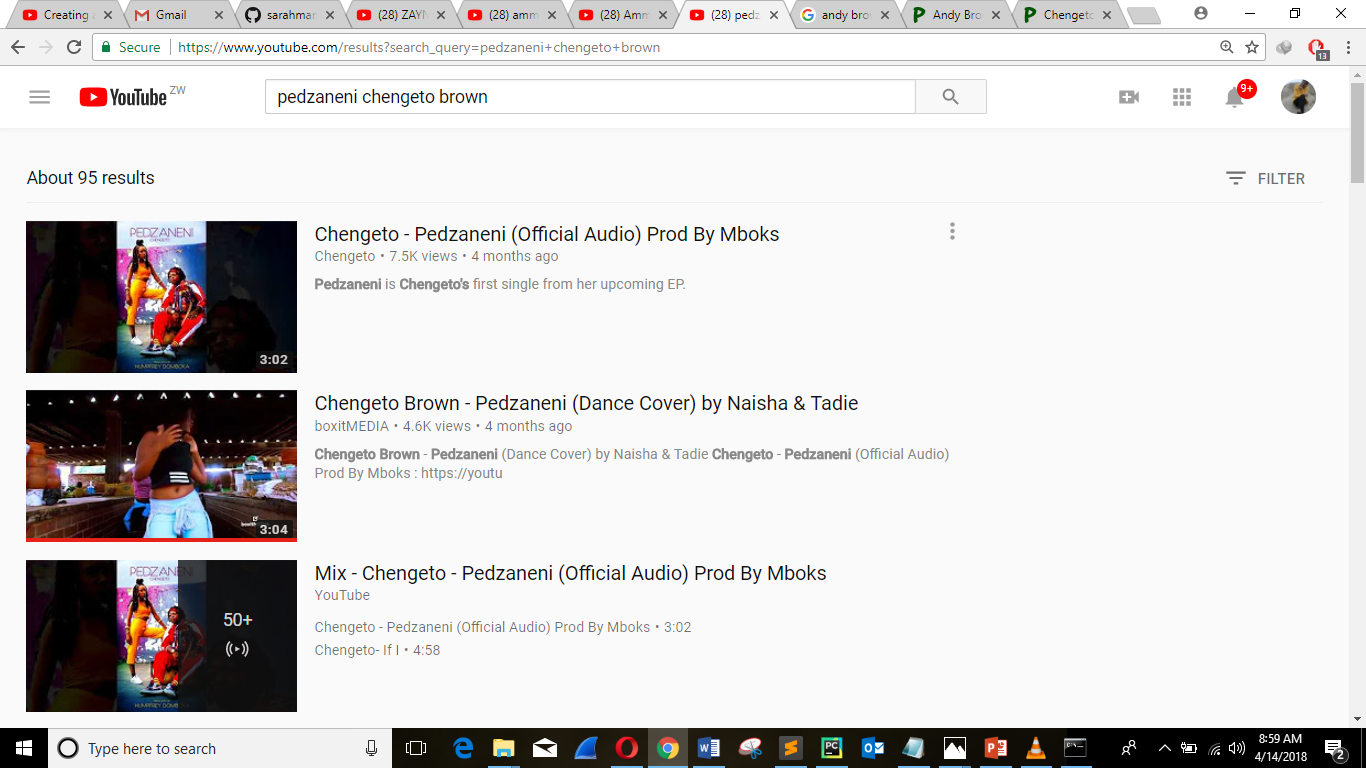 Creating a
Gmail
sarahmar
(28) ZAYN
(28) amm
(28) Amm
(28) pedz
andy brow
Andy Bro
Chengeto
Secure
https://www.youtube.com/results?search_query=pedzaneni+chengeto+brown
13
YouTube ZW
pedzaneni chengeto brown
9+
About 95 results
FILTER
PEDZANENI
CHENGETO
HUMPFREY DOMBOKA
3:02
Chengeto - Pedzaneni (Official Audio) Prod By Mboks
Chengeto • 7.5K views • 4 months ago
Pedzaneni is Chengeto's first single from her upcoming EP.
3:04
Chengeto Brown - Pedzaneni (Dance Cover) by Naisha & Tadie
boxitMEDIA • 4.6K views • 4 months ago
Chengeto Brown - Pedzaneni (Dance Cover) by Naisha & Tadie Chengeto - Pedzaneni (Official Audio)
Prod By Mboks : https://youtu
PEDZANENI
CHENGETO
50+
HUMPFREY DOMB
Mix - Chengeto - Pedzaneni (Official Audio) Prod By Mboks
YouTube
Chengeto - Pedzaneni (Official Audio) Prod By Mboks • 3:02
Chengeto- If I • 4:58
Type here to search
8:59 AM
4/14/2018
2